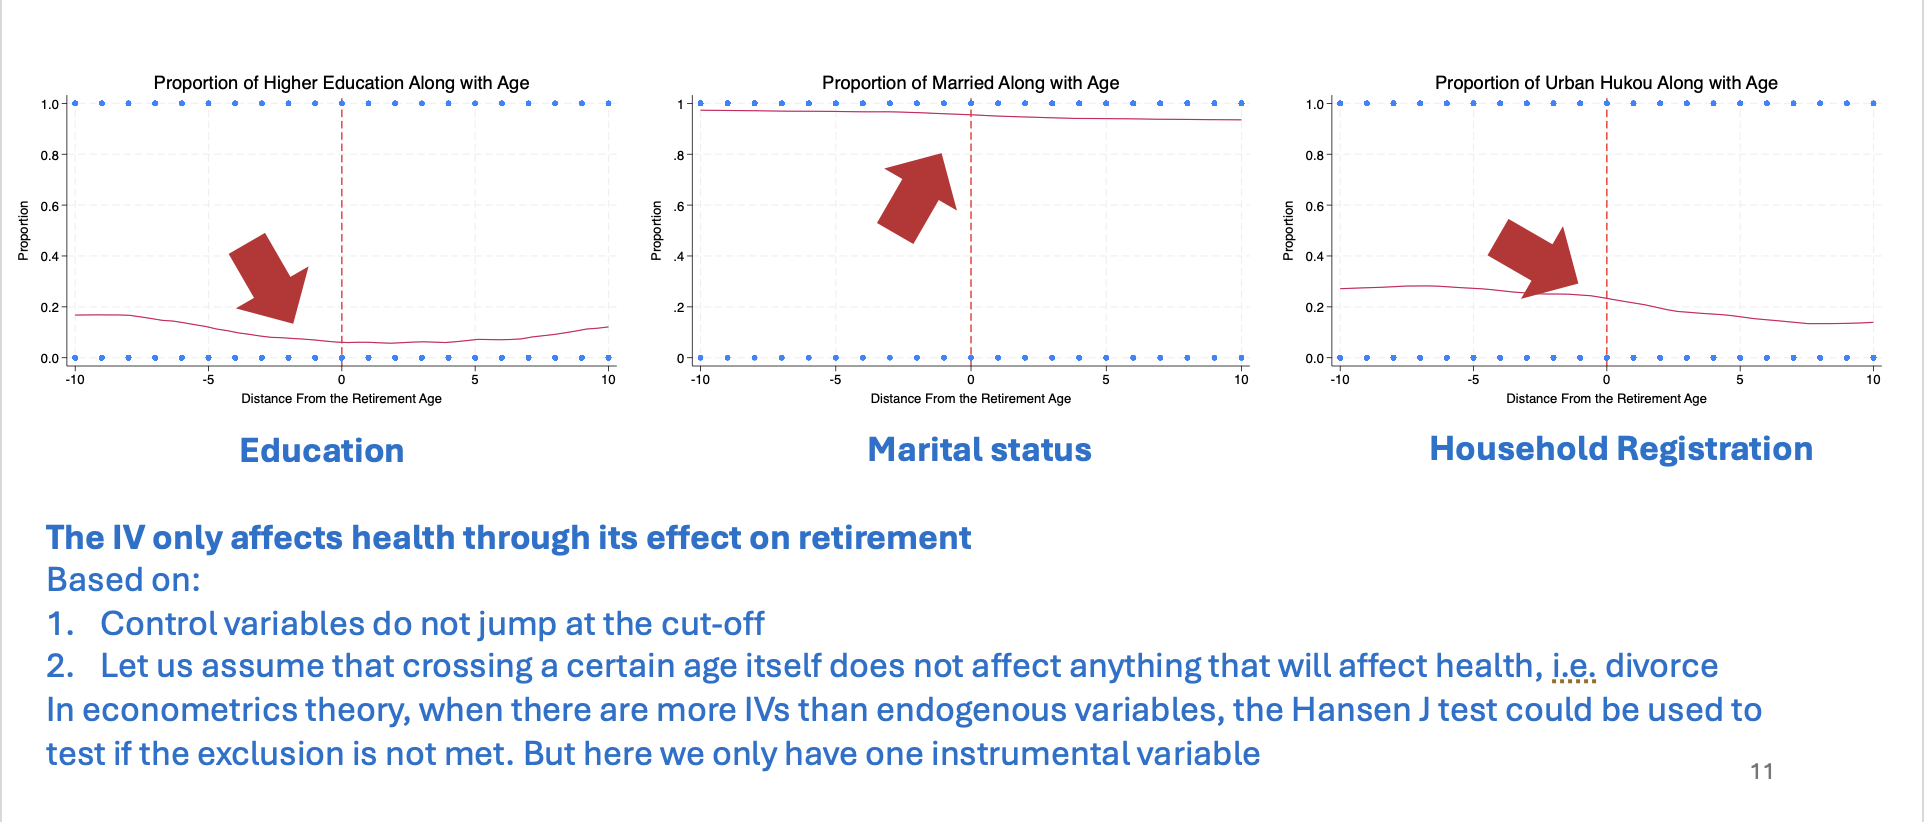 Proportion of Higher Education Along with Age
1.0
0.8
0.6
0.4
0.2
0.0
Proportion
-10
-5
0
5
10
Distance From the Retirement Age
Education
Proportion of Married Along with Age
1
.8
.6
.4
.2
0
Proportion
-10
-5
0
5
10
Distance From the Retirement Age
Marital status
Proportion of Urban Hukou Along with Age
1.0
0.8
0.6
0.4
0.2
0.0
Proportion
-10
-5
0
5
10
Distance From the Retirement Age
Household Registration
The IV only affects health through its effect on retirement
Based on:
1. Control variables do not jump at the cut-off
2. Let us assume that crossing a certain age itself does not affect anything that will affect health, i.e. divorce
In econometrics theory, when there are more IVs than endogenous variables, the Hansen J test could be used to
test if the exclusion is not met. But here we only have one instrumental variable
11